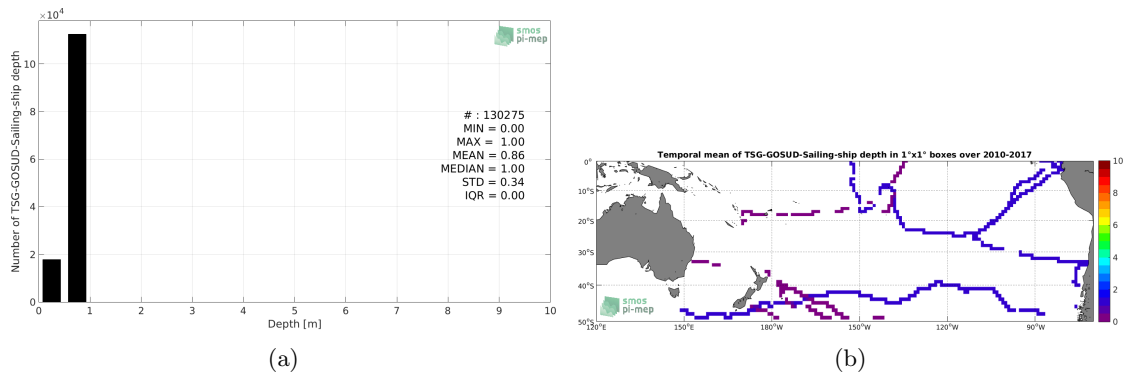 ×10⁴
smos
pi-mep
10
8
6
4
2
0
Number of TSG-GOSUD-Sailing-ship depth
# : 130275
MIN = 0.00
MAX = 1.00
MEAN = 0.86
MEDIAN = 1.00
STD = 0.34
IQR = 0.00
0 1 2 3 4 5 6 7 8 9 10
Depth [m]
(a)
Temporal mean of TSG-GOSUD-Sailing-ship depth in 1°x1° boxes over 2010-2017
0°
10°S
20°S
30°S
40°S
50°S
smos
pi-mep
120°E 150°E 180°W 150°W 120°W 90°W
10
8
6
4
2
0
(b)